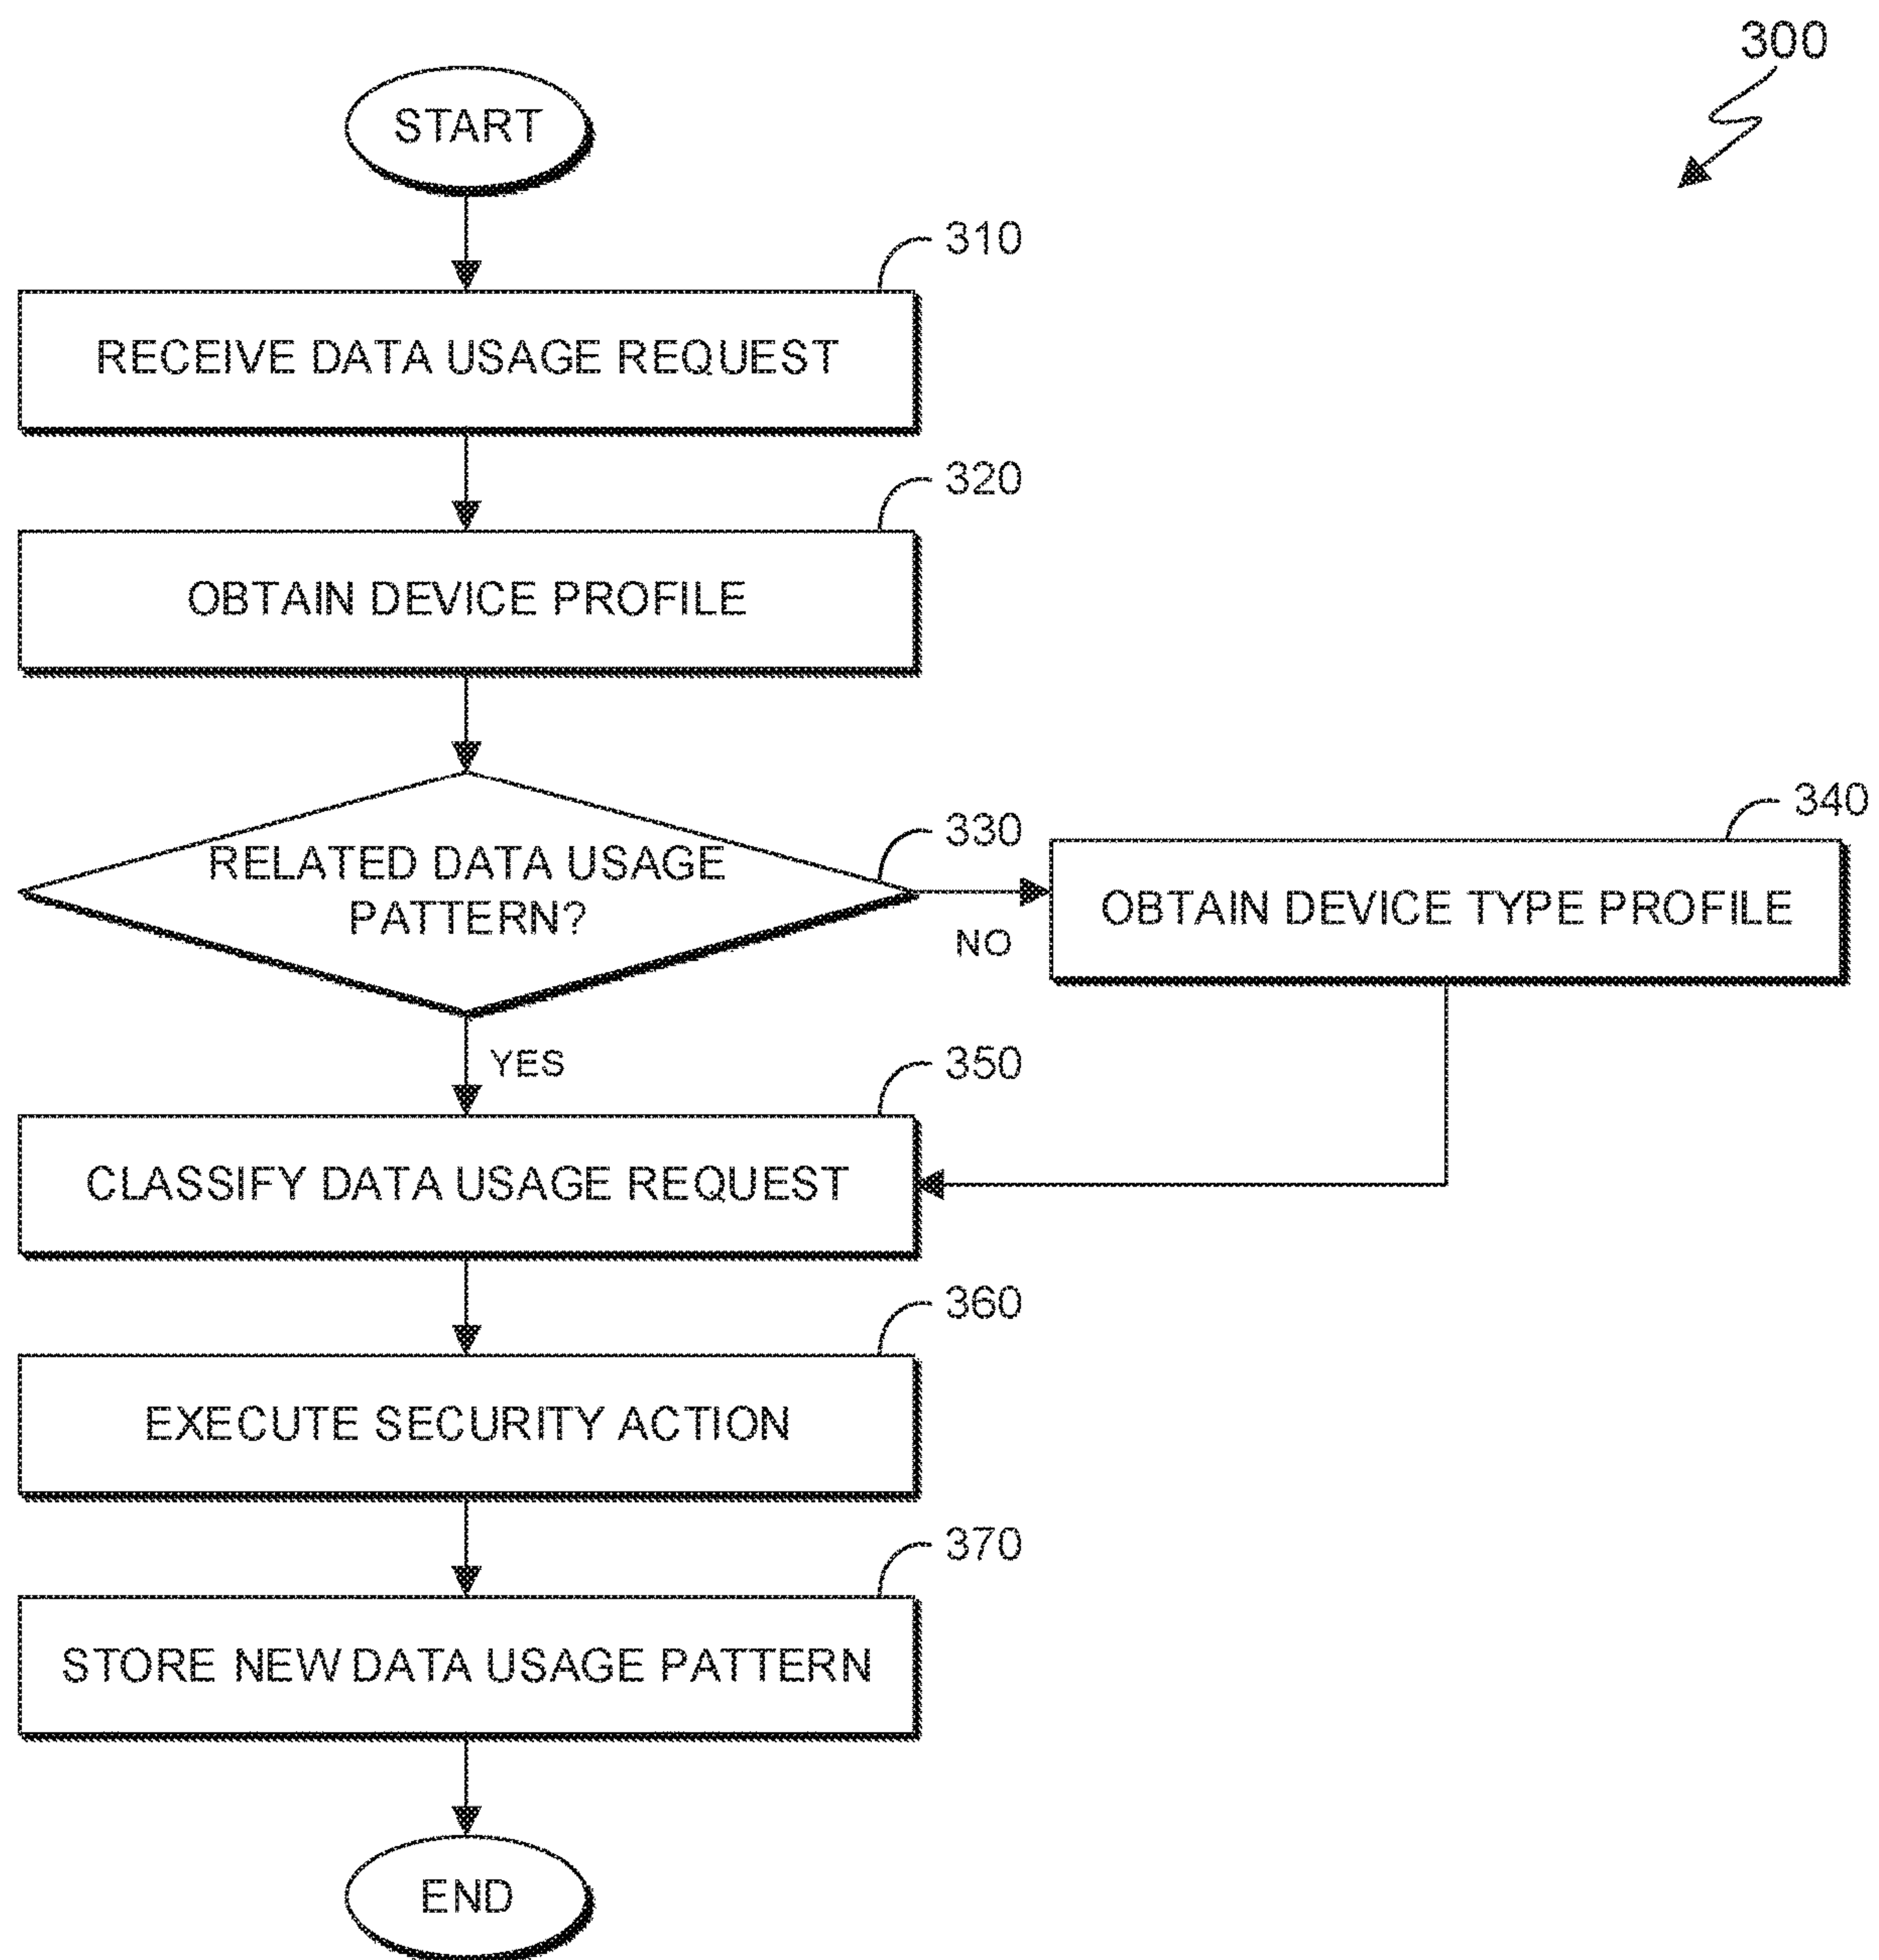 300
START
310
RECEIVE DATA USAGE REQUEST
320
OBTAIN DEVICE PROFILE
330
RELATED DATA USAGE
PATTERN?
NO
340
OBTAIN DEVICE TYPE PROFILE
YES
350
CLASSIFY DATA USAGE REQUEST
360
EXECUTE SECURITY ACTION
370
STORE NEW DATA USAGE PATTERN
END